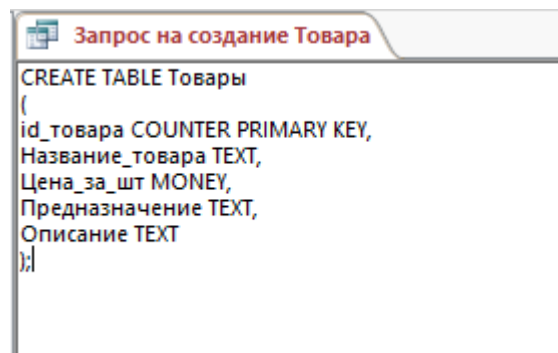 Запрос на создание Товара
CREATE TABLE Товары
(
id_товара COUNTER PRIMARY KEY,
Название_товара TEXT,
Цена_за_шт MONEY,
Предназначение TEXT,
Описание TEXT
);